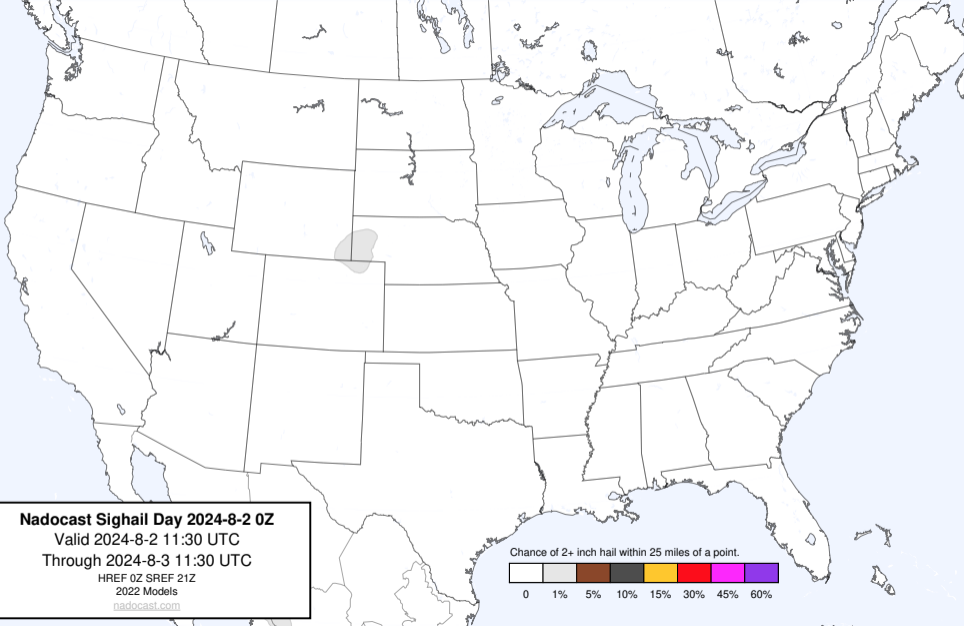 Nadocast Sighail Day 2024-8-2 0Z
Valid 2024-8-2 11:30 UTC
Through 2024-8-3 11:30 UTC
HREF 0Z SREF 21Z
2022 Models
nadocast.com
Chance of 2+ inch hail within 25 miles of a point.
0 1% 5% 10% 15% 30% 45% 60%